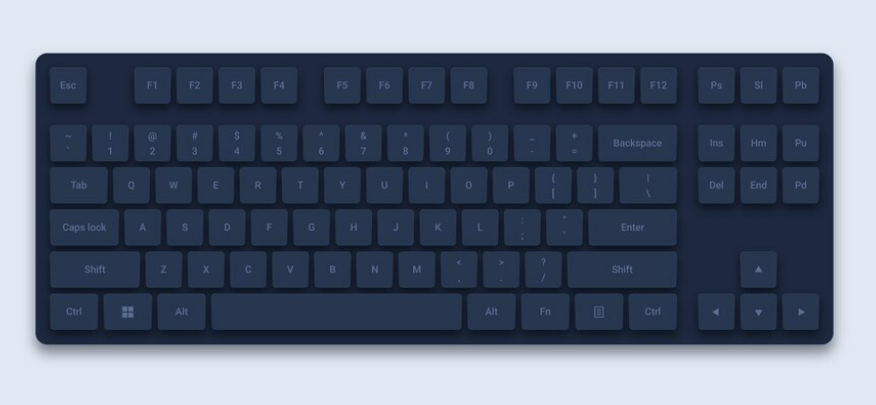 Esc F1 F2 F3 F4 F5 F6 F7 F8 F9 F10 F11 F12 Ps Sl Pb
~ ! @ # $ % ^ & * ( ) _ +
` 1 2 3 4 5 6 7 8 9 0 - = Backspace Ins Hm Pu
Tab Q W E R T Y U I O P { [ } ] | \ Del End Pd
Caps lock A S D F G H J K L : ; " ' Enter
Shift Z X C V B N M < , > . ? / Shift ▲
Ctrl Alt Alt Fn Ctrl ◀ ▼ ▶